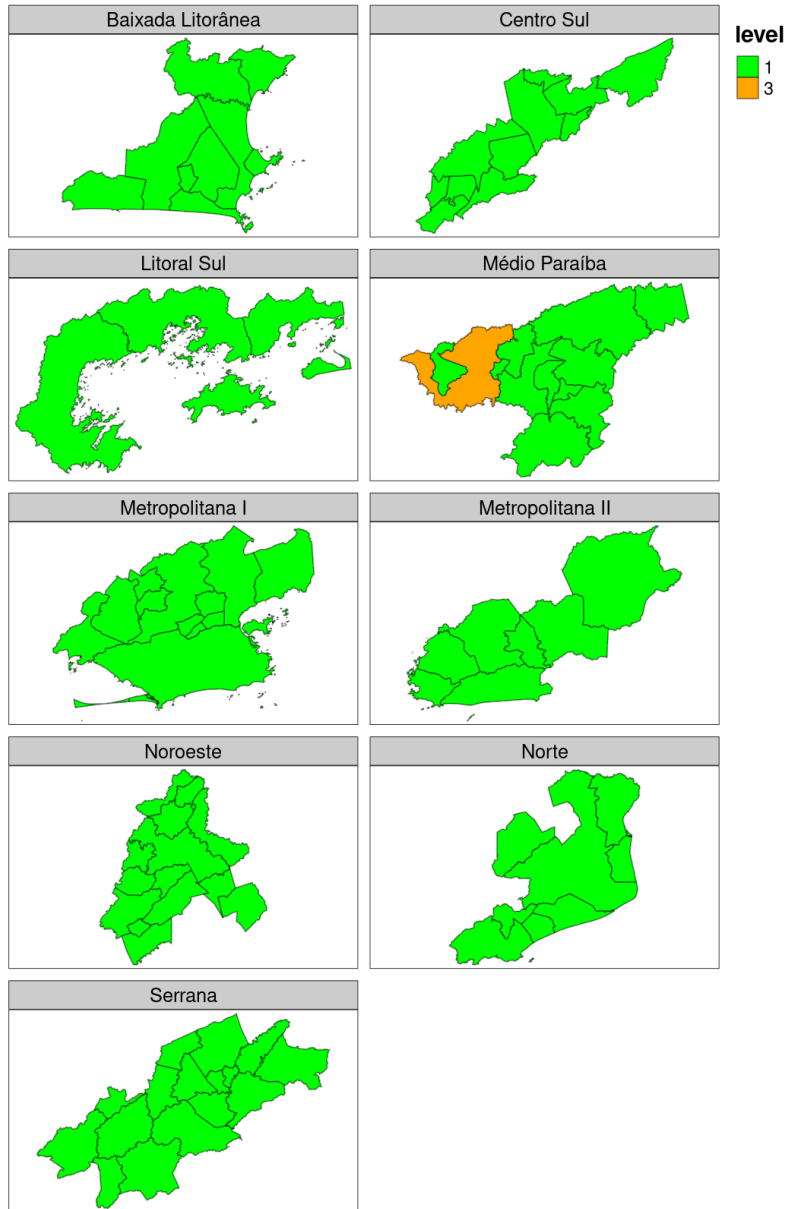 Baixada Litorânea
Centro Sul
level
1
3
Litoral Sul
Médio Paraíba
Metropolitana I
Metropolitana II
Noroeste
Norte
Serrana